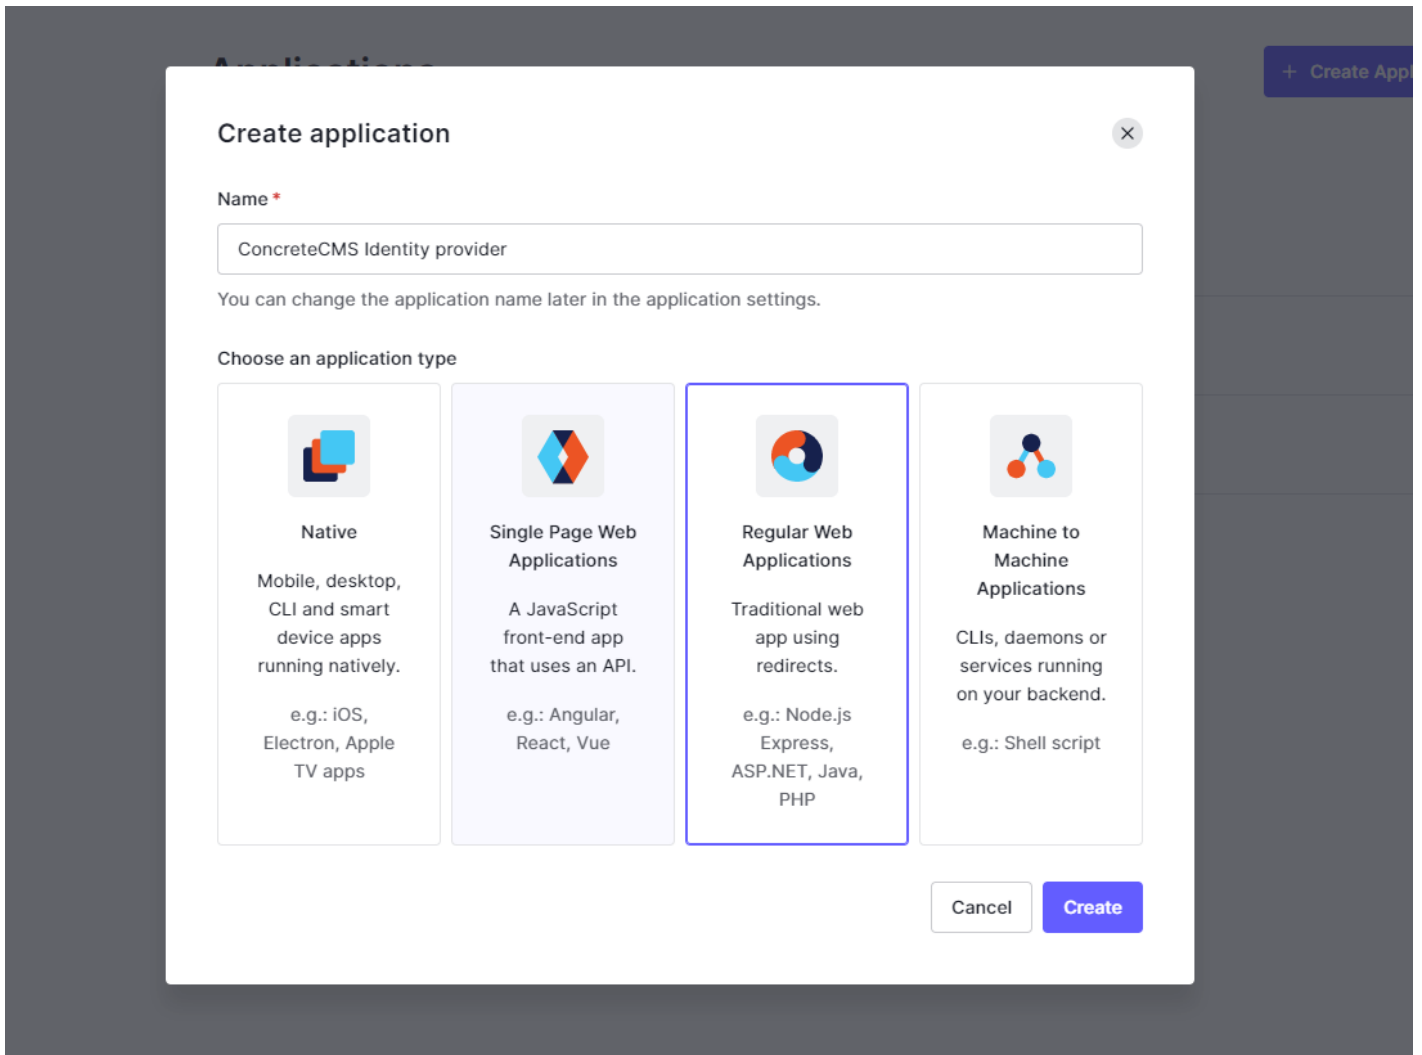 Applications
+ Create Appl
Create application
Name *
ConcreteCMS Identity provider
You can change the application name later in the application settings.
Choose an application type
Native
Mobile, desktop,
CLI and smart
device apps
running natively.
e.g.: iOS,
Electron, Apple
TV apps
Single Page Web
Applications
A JavaScript
front-end app
that uses an API.
e.g.: Angular,
React, Vue
Regular Web
Applications
Traditional web
app using
redirects.
e.g.: Node.js
Express,
ASP.NET, Java,
PHP
Machine to
Machine
Applications
CLIs, daemons or
services running
on your backend.
e.g.: Shell script
Cancel
Create